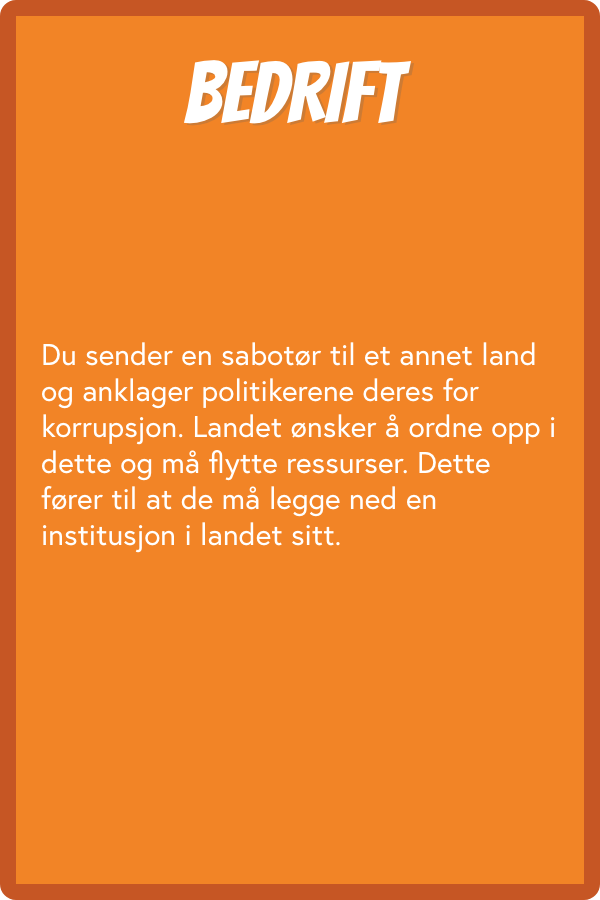 BEDRIFT
Du sender en sabotør til et annet land
og anklager politikerene deres for
korrupsjon. Landet ønsker å ordne opp i
dette og må flytte ressurser. Dette
fører til at de må legge ned en
institusjon i landet sitt.